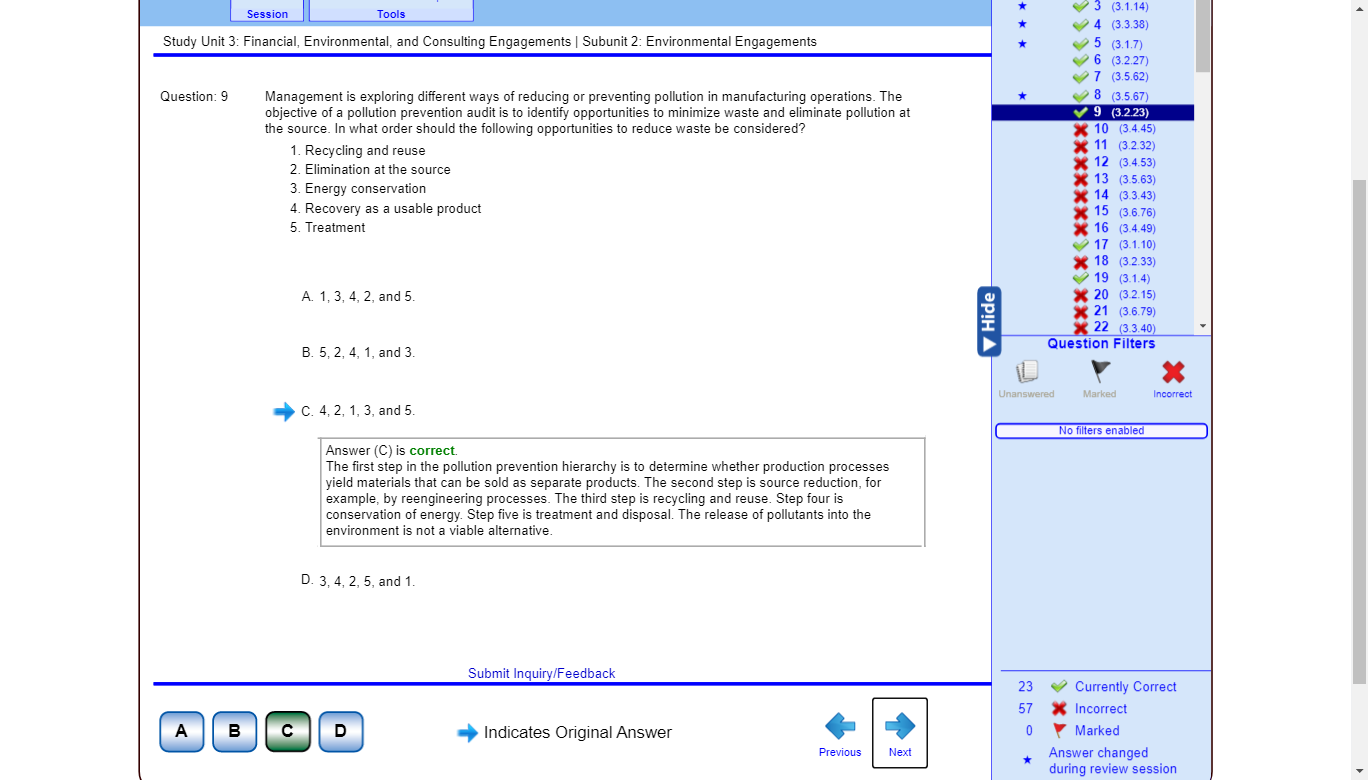 Session
Tools
Study Unit 3: Financial, Environmental, and Consulting Engagements | Subunit 2: Environmental Engagements
Question: 9
Management is exploring different ways of reducing or preventing pollution in manufacturing operations. The
objective of a pollution prevention audit is to identify opportunities to minimize waste and eliminate pollution at
the source. In what order should the following opportunities to reduce waste be considered?
1. Recycling and reuse
2. Elimination at the source
3. Energy conservation
4. Recovery as a usable product
5. Treatment
A. 1, 3, 4, 2, and 5.
B. 5, 2, 4, 1, and 3.
C. 4, 2, 1, 3, and 5.
Answer (C) is correct.
The first step in the pollution prevention hierarchy is to determine whether production processes
yield materials that can be sold as separate products. The second step is source reduction, for
example, by reengineering processes. The third step is recycling and reuse. Step four is
conservation of energy. Step five is treatment and disposal. The release of pollutants into the
environment is not a viable alternative.
D. 3, 4, 2, 5, and 1.
Submit Inquiry/Feedback
A B C D
Indicates Original Answer
Previous
Next
3 (3.1.14)
4 (3.3.38)
5 (3.1.7)
6 (3.2.27)
7 (3.5.62)
8 (3.5.67)
9 (3.2.23)
10 (3.4.45)
11 (3.2.32)
12 (3.4.53)
13 (3.5.63)
14 (3.3.43)
15 (3.6.76)
16 (3.4.49)
17 (3.1.10)
18 (3.2.33)
19 (3.1.4)
20 (3.2.15)
21 (3.6.79)
22 (3.3.40)
Hide
Question Filters
Unanswered
Marked
Incorrect
No filters enabled
23 Currently Correct
57 Incorrect
0 Marked
Answer changed
during review session